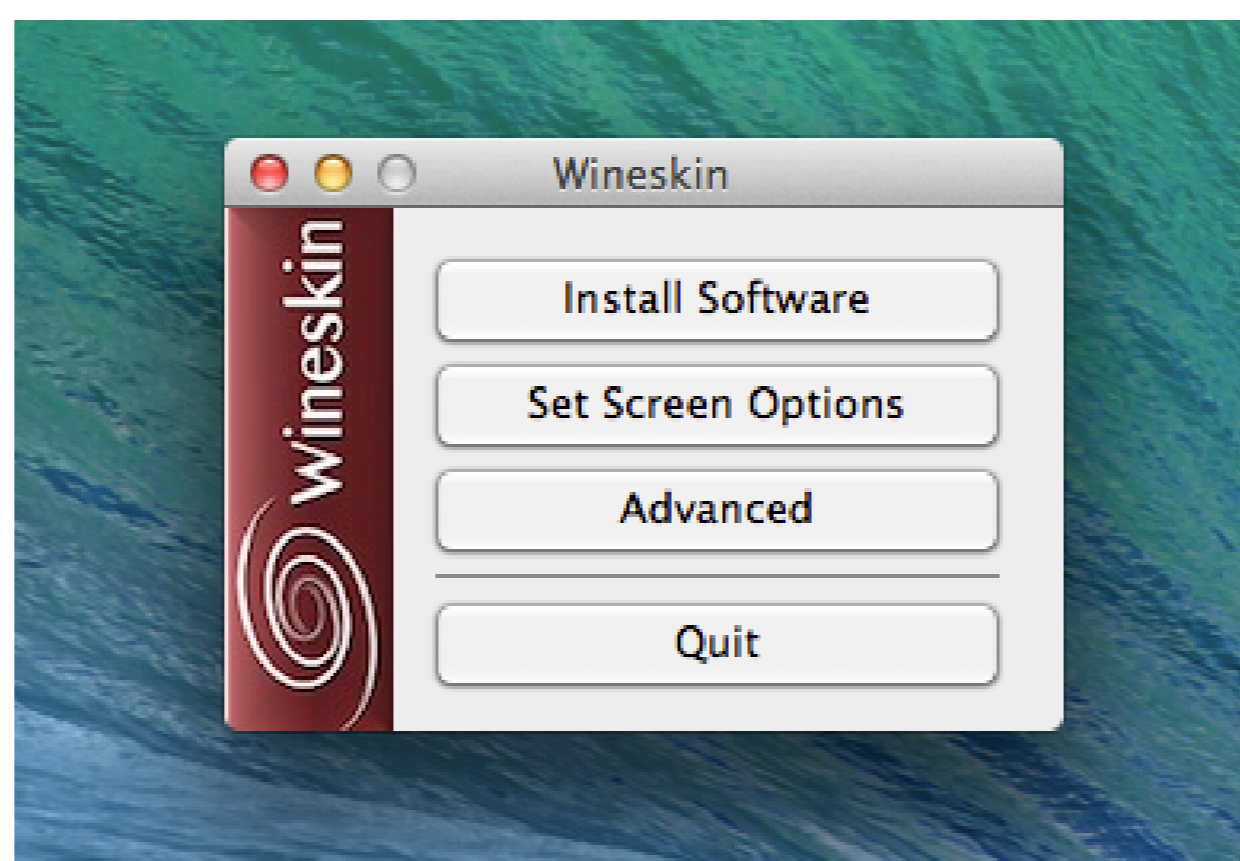 Wineskin
wineskin
Install Software
Set Screen Options
Advanced
Quit